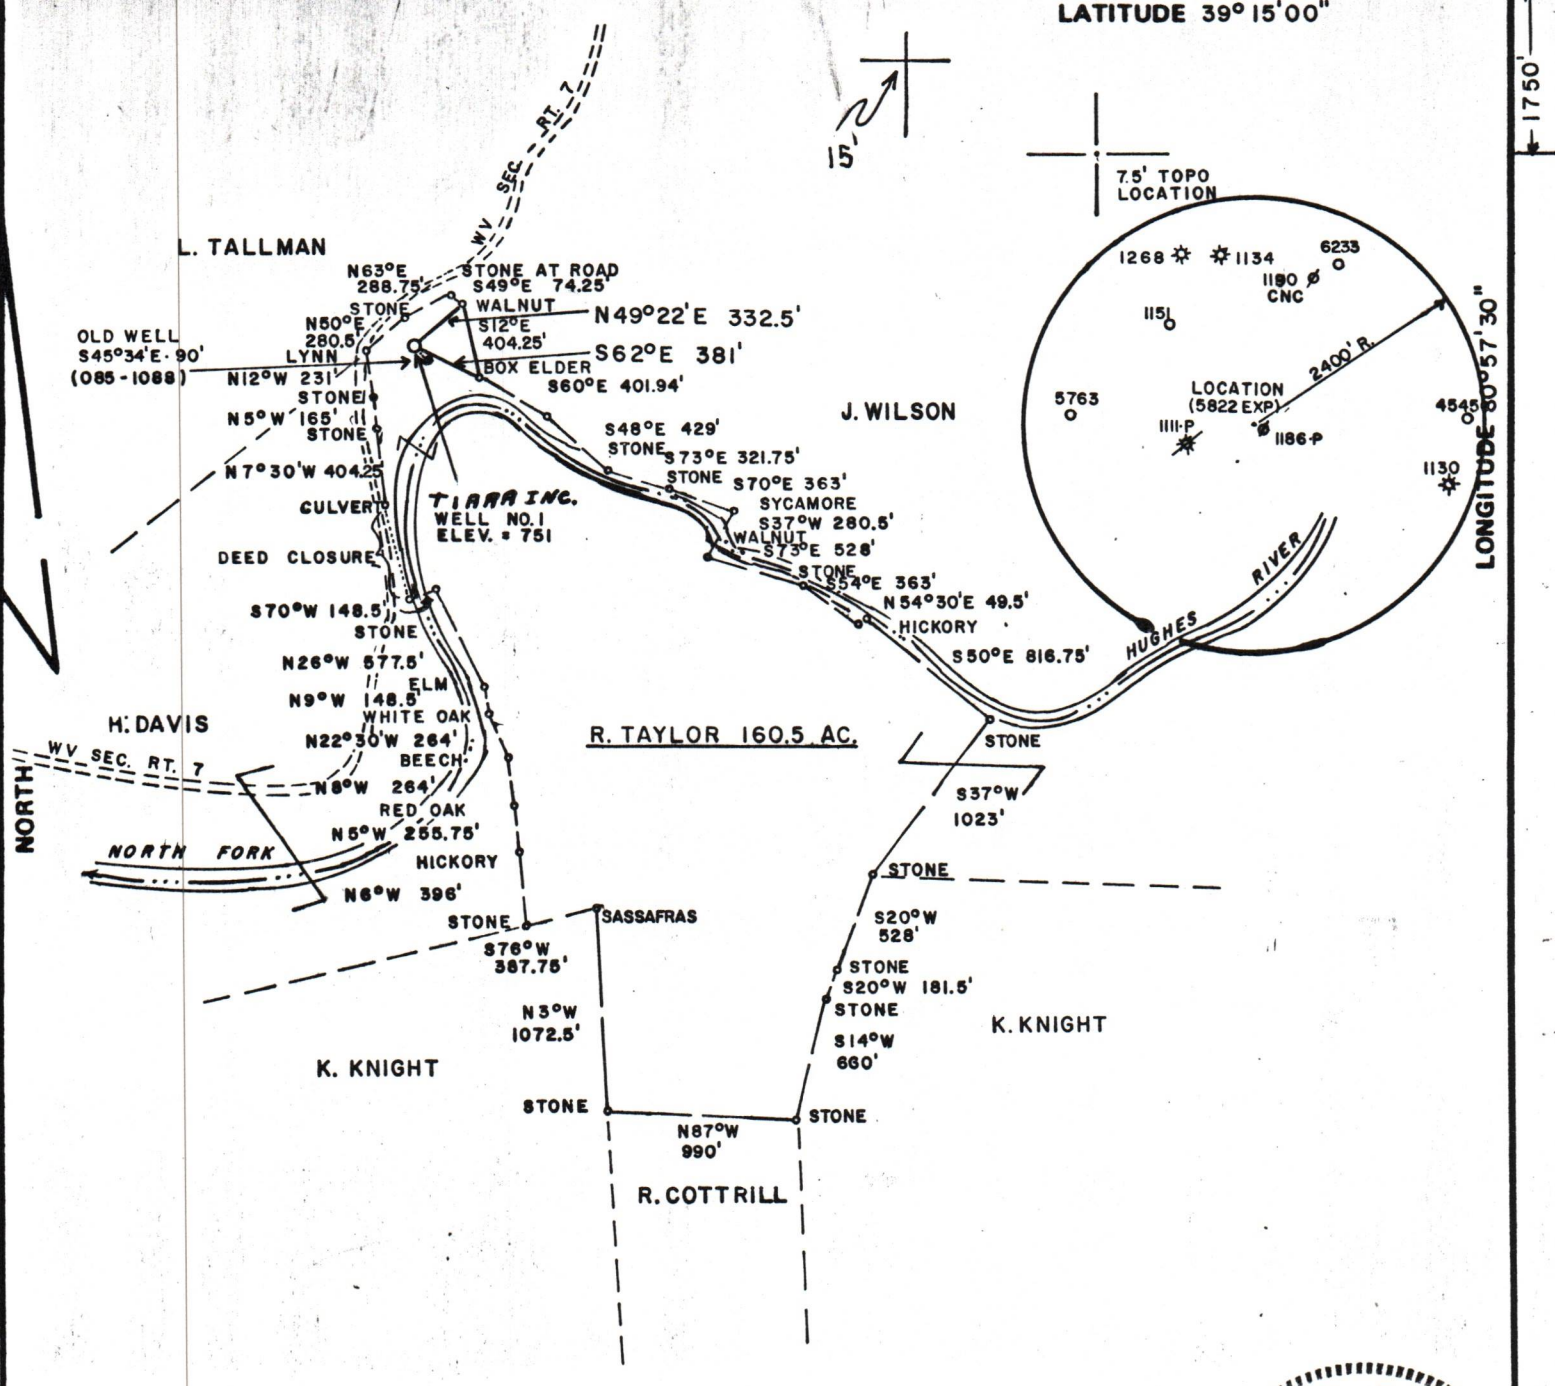 LATITUDE 39° 15'00"
1750'
15'
7.5' TOPO
LOCATION
WV SEC. RT. 7
L. TALLMAN
N63°E
288.75'
STONE AT ROAD
S49°E 74.25'
STONE
WALNUT
N50°E
280.5'
S12°E
404.25'
N49°22'E 332.5'
OLD WELL
S45°34'E · 90'
(085-1088)
LYNN
S62°E 381'
BOX ELDER
N12°W 231'
S60°E 401.94'
STONE
N5°W 165'
STONE
J. WILSON
S48°E 429'
STONE
S73°E 321.75'
STONE
N7°30'W 404.25'
S70°E 363'
SYCAMORE
CULVERT
TIARA INC.
WELL NO. 1
ELEV. = 751
S37°W 280.5'
WALNUT
S73°E 528'
DEED CLOSURE
STONE
S54°E 363'
N54°30'E 49.5'
HICKORY
S70°W 148.5'
STONE
S50°E 816.75'
N26°W 577.5'
ELM
N9°W 148.5'
WHITE OAK
H. DAVIS
N22°30'W 264'
BEECH
WV SEC. RT. 7
N8°W 264'
RED OAK
NORTH
N5°W 255.75'
NORTH FORK
HICKORY
N6°W 396'
STONE
R. TAYLOR 160.5 AC.
STONE
S37°W
1023'
STONE
SASSAFRAS
S76°W
387.75'
S20°W
528'
STONE
S20°W 181.5'
STONE
N3°W
1072.5'
S14°W
660'
K. KNIGHT
K. KNIGHT
STONE
STONE
N87°W
990'
R. COTTRILL
1268
1134
6233
1190
CNC
1151
2400' R.
5763
LOCATION
(5822 EXP)
4545
1111-P
1186-P
1130
HUGHES RIVER
LONGITUDE 80°57'30"